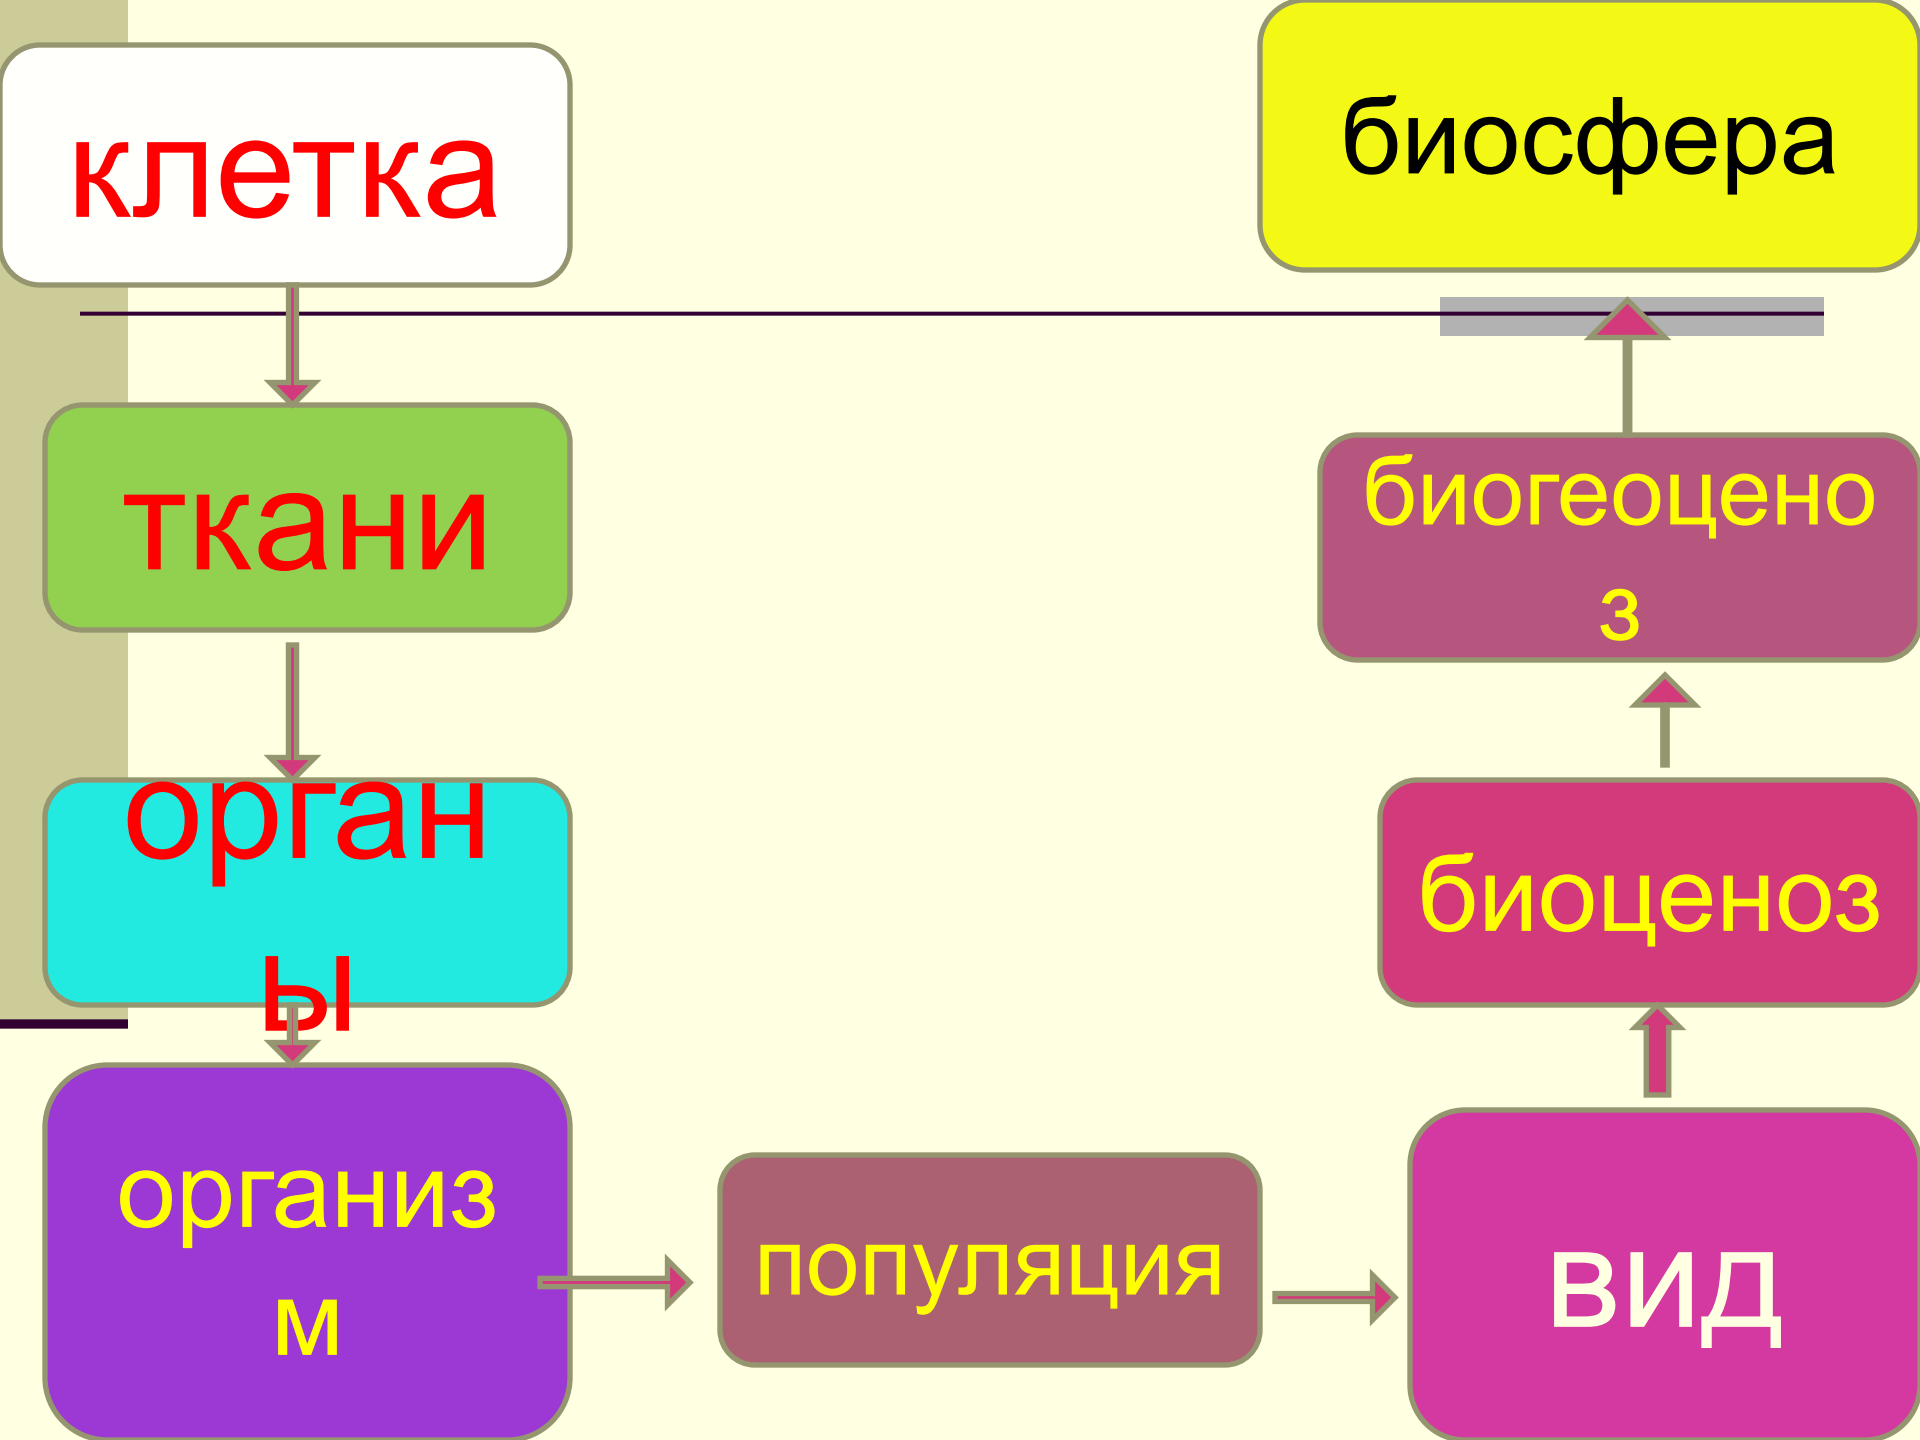 клетка
ткани
орган
ы
организ
м
популяция
вид
биоценоз
биогеоцено
з
биосфера